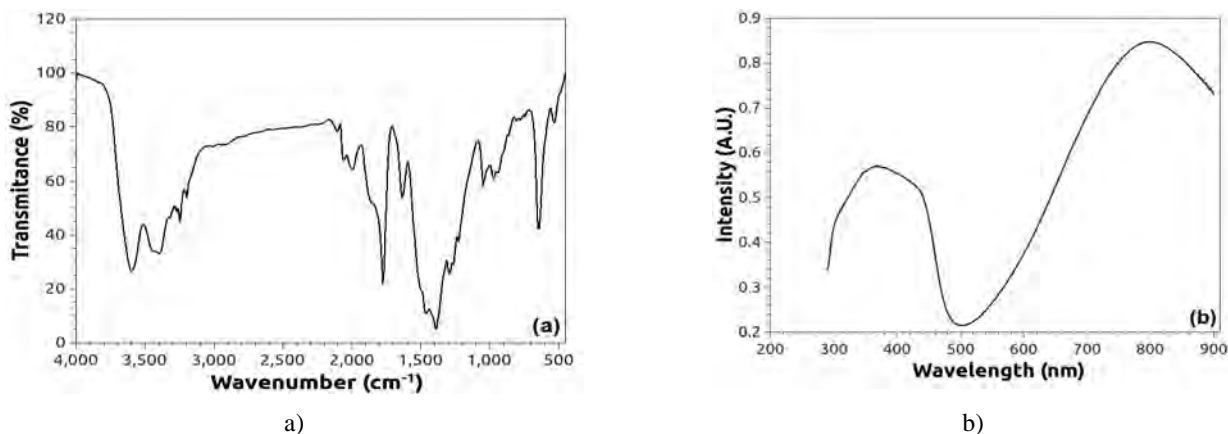 120
100
80
60
40
20
0
Transmitance (%)
4,000 3,500 3,000 2,500 2,000 1,500 1,000 500
Wavenumber (cm⁻¹)
(a)
a)
0.9
0.8
0.7
0.6
0.5
0.4
0.3
0.2
Intensity (A.U.)
200 300 400 500 600 700 800 900
Wavelength (nm)
(b)
b)